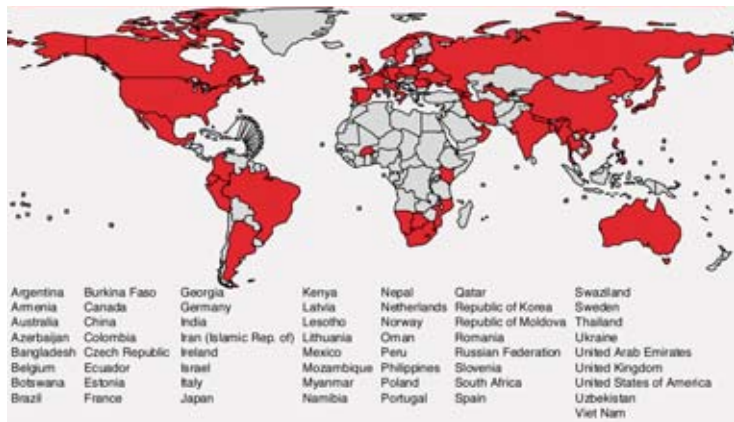 Argentina Burkina Faso Georgia Kenya Nepal Qatar Swaziland
Armenia Canada Germany Latvia Netherlands Republic of Korea Sweden
Australia China India Lesotho Norway Republic of Moldova Thailand
Azerbaijan Colombia Iran (Islamic Rep. of) Lithuania Oman Romania Ukraine
Bangladesh Czech Republic Ireland Mexico Peru Russian Federation United Arab Emirates
Belgium Ecuador Israel Mozambique Philippines Slovenia United Kingdom
Botswana Estonia Italy Myanmar Poland South Africa United States of America
Brazil France Japan Namibia Portugal Spain Uzbekistan
Viet Nam